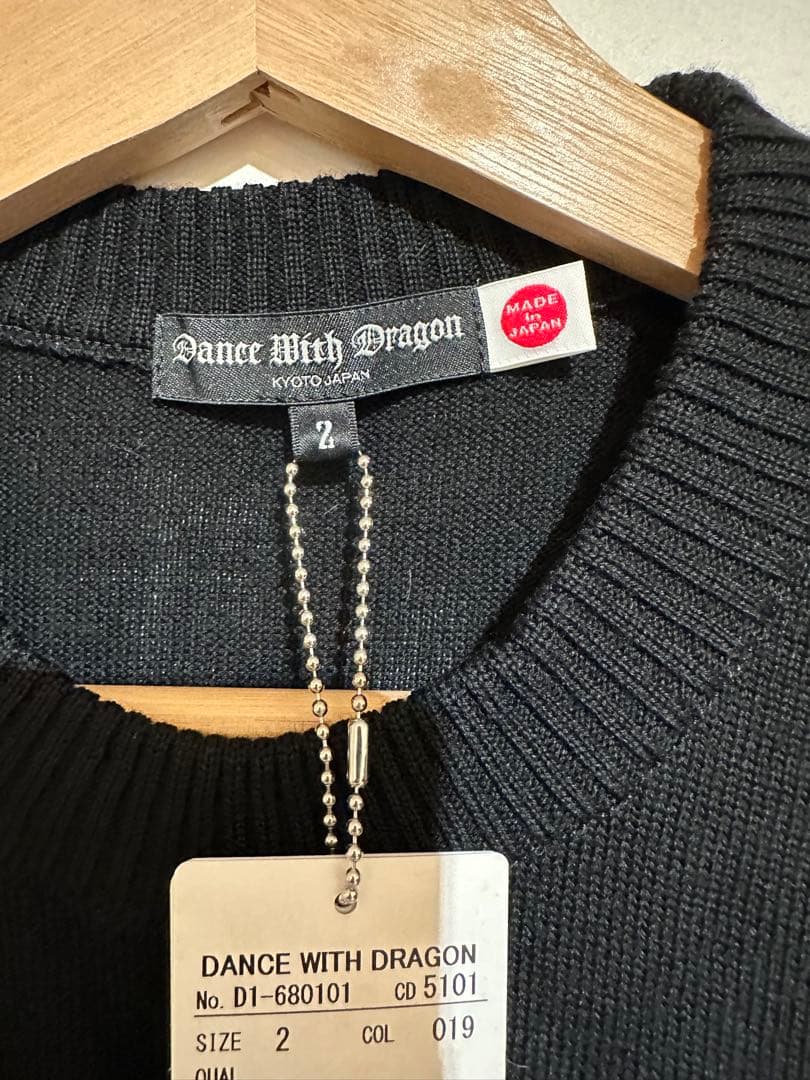 Dance With Dragon
KYOTO JAPAN
MADE
in
JAPAN
2
DANCE WITH DRAGON
No. D1-680101 CD 5101
SIZE 2 COL 019
QUAL